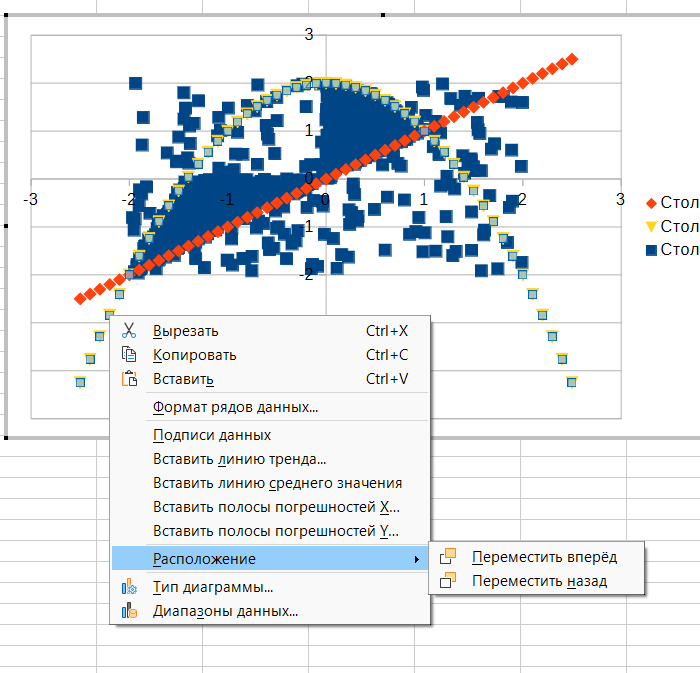 3
2
1
0
-3
-2
-1
0
1
2
3
-1
-2
Стол
Стол
Стол
Вырезать Ctrl+X
Копировать Ctrl+C
Вставить Ctrl+V
Формат рядов данных...
Подписи данных
Вставить линию тренда...
Вставить линию среднего значения
Вставить полосы погрешностей X...
Вставить полосы погрешностей Y...
Расположение
Переместить вперёд
Переместить назад
Тип диаграммы...
Диапазоны данных...